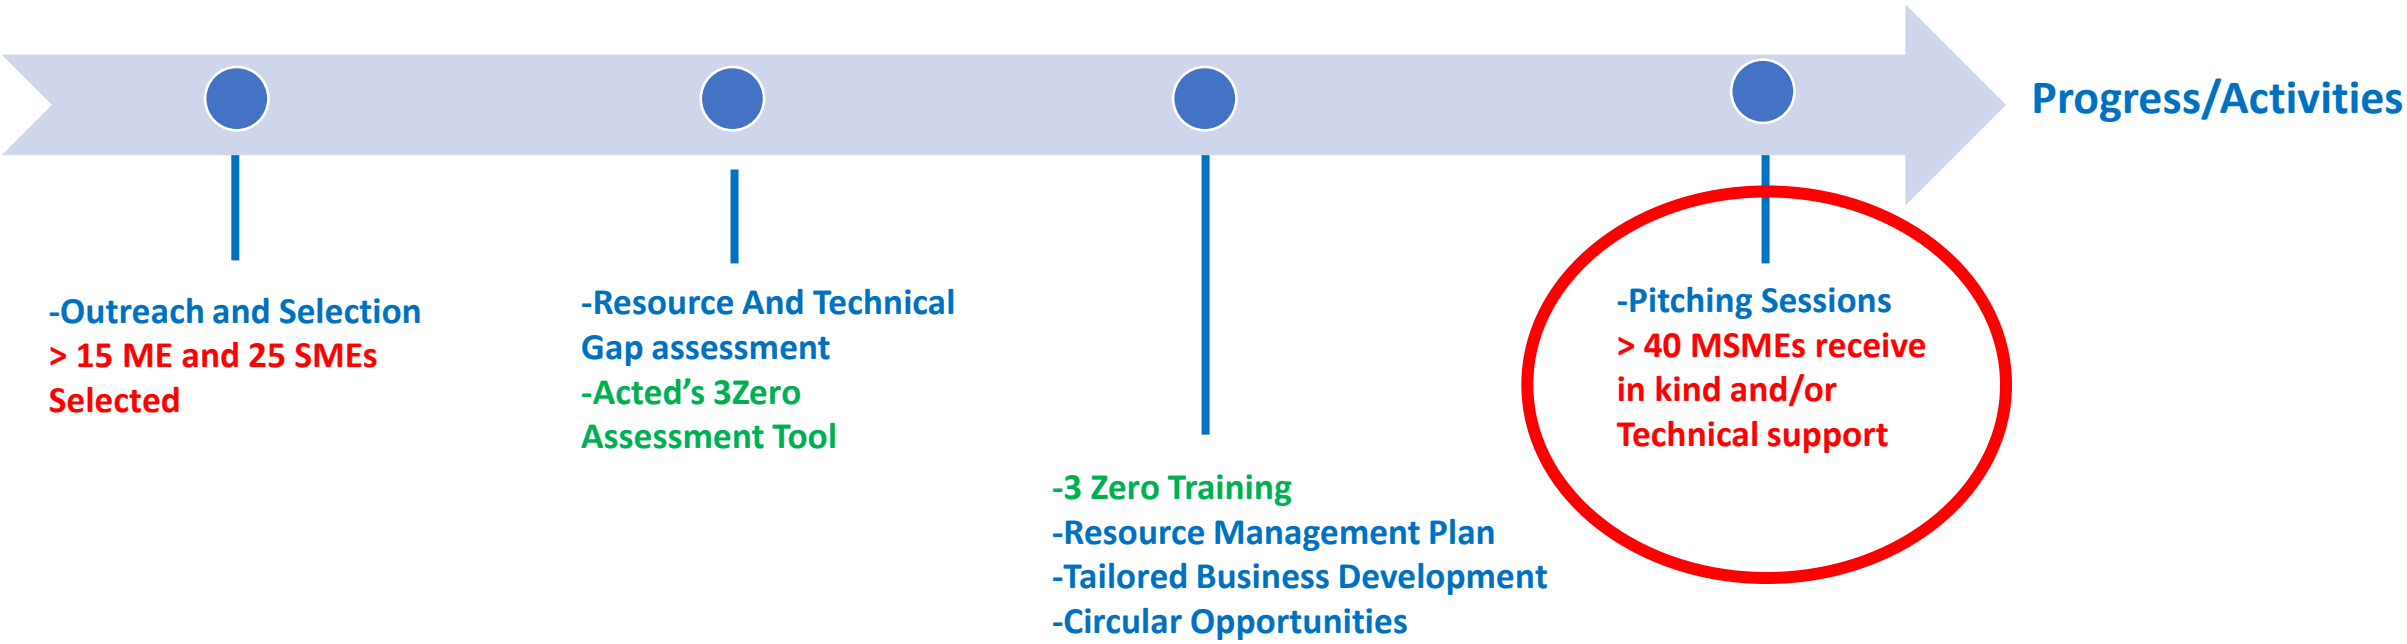 Progress/Activities
-Outreach and Selection
> 15 ME and 25 SMEs
Selected
-Resource And Technical
Gap assessment
-Acted’s 3Zero
Assessment Tool
-3 Zero Training
-Resource Management Plan
-Tailored Business Development
-Circular Opportunities
-Pitching Sessions
> 40 MSMEs receive
in kind and/or
Technical support